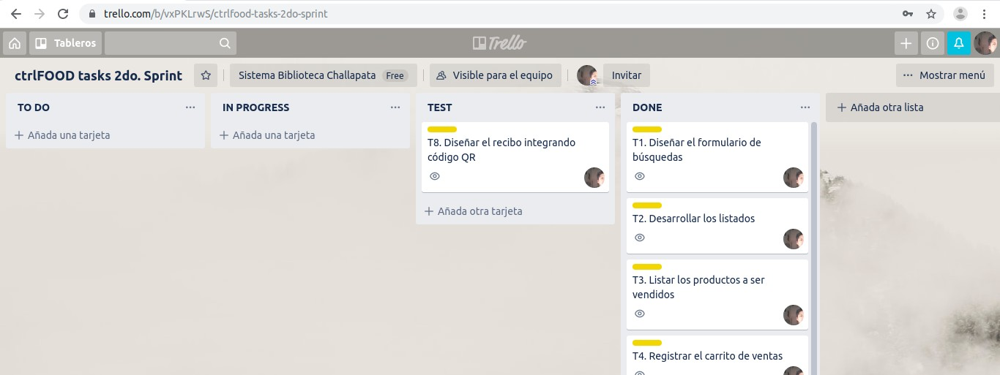 trello.com/b/vxPKLrwS/ctrlfood-tasks-2do-sprint
Tableros
Trello
ctrlFOOD tasks 2do. Sprint
Sistema Biblioteca Challapata Free
Visible para el equipo
Invitar
··· Mostrar menú
TO DO ···
+ Añada una tarjeta
IN PROGRESS ···
+ Añada una tarjeta
TEST ···
T8. Diseñar el recibo integrando
código QR
+ Añada otra tarjeta
DONE ···
T1. Diseñar el formulario de
búsquedas
T2. Desarrollar los listados
T3. Listar los productos a ser
vendidos
T4. Registrar el carrito de ventas
+ Añada otra lista